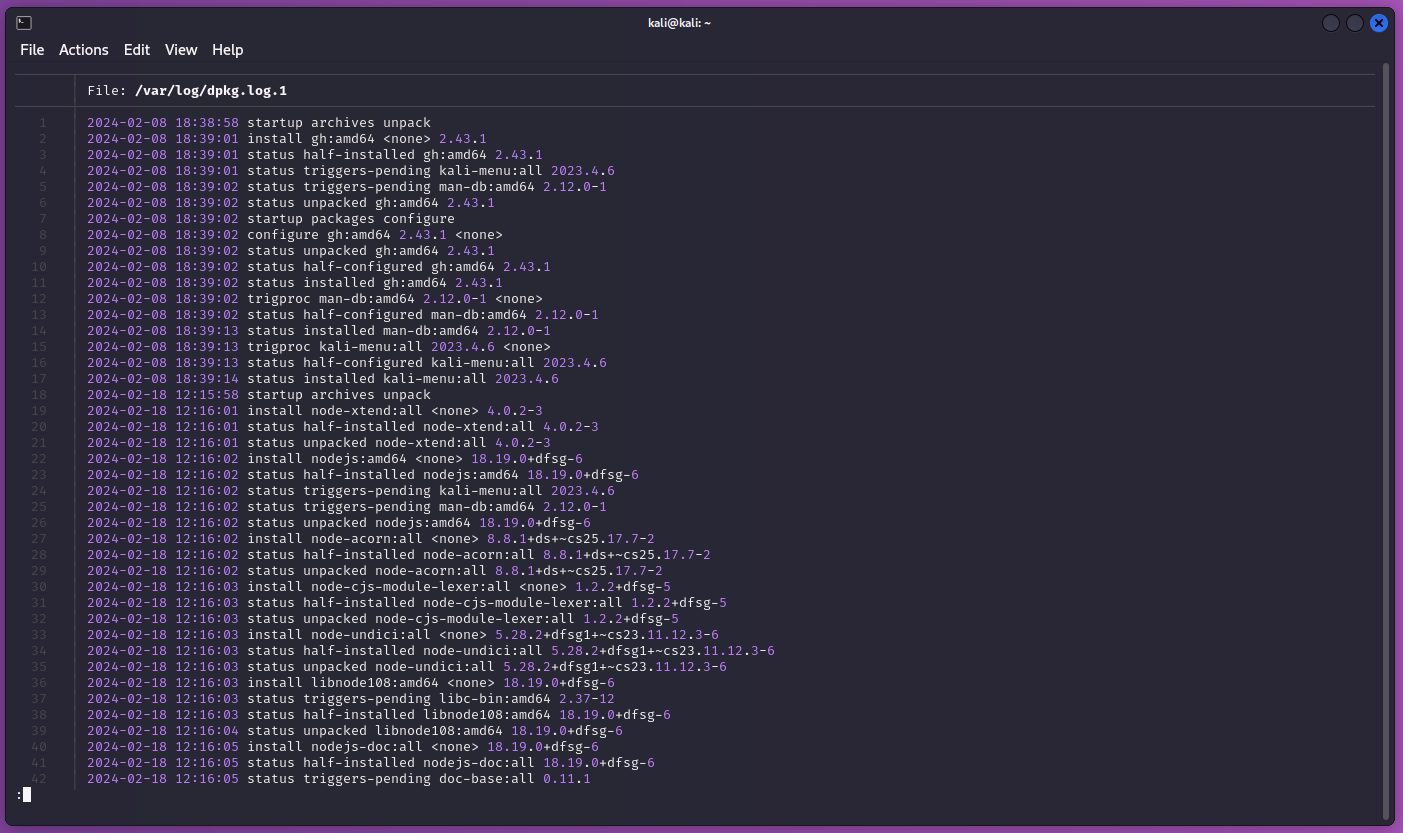 kali@kali: ~
File Actions Edit View Help
File: /var/log/dpkg.log.1
1 2024-02-08 18:38:58 startup archives unpack
2 2024-02-08 18:39:01 install gh:amd64 <none> 2.43.1
3 2024-02-08 18:39:01 status half-installed gh:amd64 2.43.1
4 2024-02-08 18:39:01 status triggers-pending kali-menu:all 2023.4.6
5 2024-02-08 18:39:02 status triggers-pending man-db:amd64 2.12.0-1
6 2024-02-08 18:39:02 status unpacked gh:amd64 2.43.1
7 2024-02-08 18:39:02 startup packages configure
8 2024-02-08 18:39:02 configure gh:amd64 2.43.1 <none>
9 2024-02-08 18:39:02 status unpacked gh:amd64 2.43.1
10 2024-02-08 18:39:02 status half-configured gh:amd64 2.43.1
11 2024-02-08 18:39:02 status installed gh:amd64 2.43.1
12 2024-02-08 18:39:02 trigproc man-db:amd64 2.12.0-1 <none>
13 2024-02-08 18:39:02 status half-configured man-db:amd64 2.12.0-1
14 2024-02-08 18:39:13 status installed man-db:amd64 2.12.0-1
15 2024-02-08 18:39:13 trigproc kali-menu:all 2023.4.6 <none>
16 2024-02-08 18:39:13 status half-configured kali-menu:all 2023.4.6
17 2024-02-08 18:39:14 status installed kali-menu:all 2023.4.6
18 2024-02-18 12:15:58 startup archives unpack
19 2024-02-18 12:16:01 install node-xtend:all <none> 4.0.2-3
20 2024-02-18 12:16:01 status half-installed node-xtend:all 4.0.2-3
21 2024-02-18 12:16:01 status unpacked node-xtend:all 4.0.2-3
22 2024-02-18 12:16:02 install nodejs:amd64 <none> 18.19.0+dfsg-6
23 2024-02-18 12:16:02 status half-installed nodejs:amd64 18.19.0+dfsg-6
24 2024-02-18 12:16:02 status triggers-pending kali-menu:all 2023.4.6
25 2024-02-18 12:16:02 status triggers-pending man-db:amd64 2.12.0-1
26 2024-02-18 12:16:02 status unpacked nodejs:amd64 18.19.0+dfsg-6
27 2024-02-18 12:16:02 install node-acorn:all <none> 8.8.1+ds+~cs25.17.7-2
28 2024-02-18 12:16:02 status half-installed node-acorn:all 8.8.1+ds+~cs25.17.7-2
29 2024-02-18 12:16:02 status unpacked node-acorn:all 8.8.1+ds+~cs25.17.7-2
30 2024-02-18 12:16:03 install node-cjs-module-lexer:all <none> 1.2.2+dfsg-5
31 2024-02-18 12:16:03 status half-installed node-cjs-module-lexer:all 1.2.2+dfsg-5
32 2024-02-18 12:16:03 status unpacked node-cjs-module-lexer:all 1.2.2+dfsg-5
33 2024-02-18 12:16:03 install node-undici:all <none> 5.28.2+dfsg1+~cs23.11.12.3-6
34 2024-02-18 12:16:03 status half-installed node-undici:all 5.28.2+dfsg1+~cs23.11.12.3-6
35 2024-02-18 12:16:03 status unpacked node-undici:all 5.28.2+dfsg1+~cs23.11.12.3-6
36 2024-02-18 12:16:03 install libnode108:amd64 <none> 18.19.0+dfsg-6
37 2024-02-18 12:16:03 status triggers-pending libc-bin:amd64 2.37-12
38 2024-02-18 12:16:03 status half-installed libnode108:amd64 18.19.0+dfsg-6
39 2024-02-18 12:16:04 status unpacked libnode108:amd64 18.19.0+dfsg-6
40 2024-02-18 12:16:05 install nodejs-doc:all <none> 18.19.0+dfsg-6
41 2024-02-18 12:16:05 status half-installed nodejs-doc:all 18.19.0+dfsg-6
42 2024-02-18 12:16:05 status triggers-pending doc-base:all 0.11.1
: